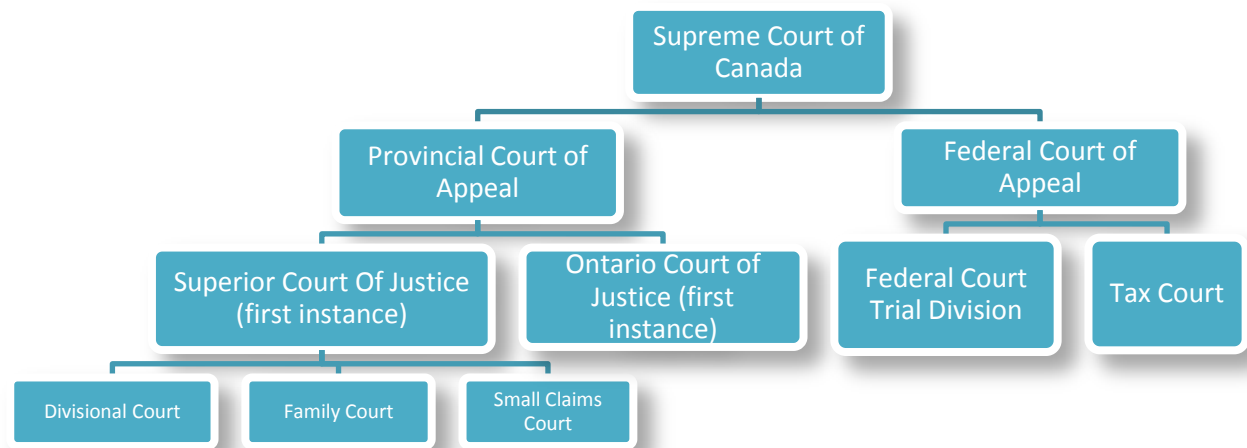 Supreme Court of
Canada
Provincial Court of
Appeal
Federal Court of
Appeal
Superior Court Of Justice
(first instance)
Ontario Court of
Justice (first
instance)
Federal Court
Trial Division
Tax Court
Divisional Court
Family Court
Small Claims
Court